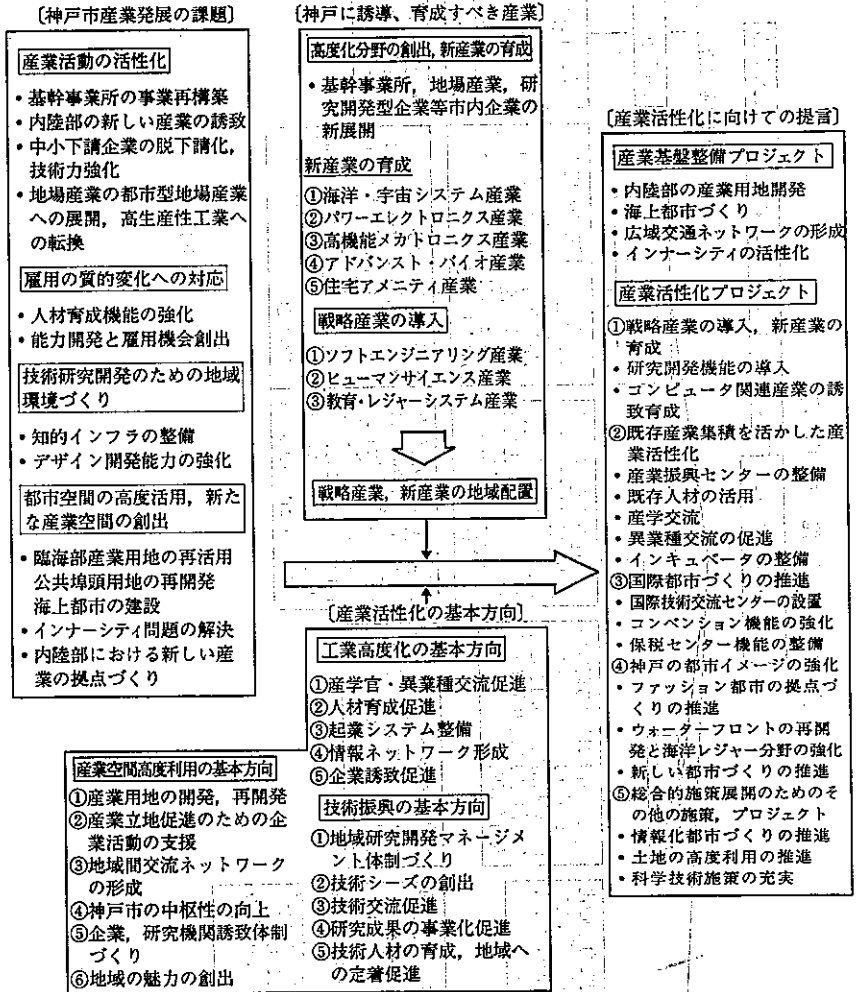 〔神戸市産業発展の課題〕
産業活動の活性化
・基幹事業所の事業再構築
・内陸部の新しい産業の誘致
・中小下請企業の脱下請化，
技術力強化
・地場産業の都市型地場産業
への展開，高生産性工業へ
の転換
雇用の質的変化への対応
・人材育成機能の強化
・能力開発と雇用機会創出
技術研究開発のための地域
環境づくり
・知的インフラの整備
・デザイン開発能力の強化
都市空間の高度活用，新た
な産業空間の創出
・臨海部産業用地の再活用
公共埠頭用地の再開発
海上都市の建設
・インナーシティ問題の解決
・内陸部における新しい産
業の拠点づくり
〔神戸に誘導、育成すべき産業〕
高度化分野の創出，新産業の育成
・基幹事業所，地場産業，研
究開発型企業等市内企業の
新展開
新産業の育成
①海洋・宇宙システム産業
②パワーエレクトロニクス産業
③高機能メカトロニクス産業
④アドバンスト・バイオ産業
⑤住宅アメニティ産業
戦略産業の導入
①ソフトエンジニアリング産業
②ヒューマンサイエンス産業
③教育・レジャーシステム産業
戦略産業，新産業の地域配置
〔産業活性化の基本方向〕
工業高度化の基本方向
①産学官・異業種交流促進
②人材育成促進
③起業システム整備
④情報ネットワーク形成
⑤企業誘致促進
技術振興の基本方向
①地域研究開発マネージメ
ント体制づくり
②技術シーズの創出
③技術交流促進
④研究成果の事業化促進
⑤技術人材の育成，地域へ
の定着促進
産業空間高度利用の基本方向
①産業用地の開発，再開発
②産業立地促進のための企
業活動の支援
③地域間交流ネットワーク
の形成
④神戸市の中枢性の向上
⑤企業，研究機関誘致体制
づくり
⑥地域の魅力の創出
〔産業活性化に向けての提言〕
産業基盤整備プロジェクト
・内陸部の産業用地開発
・海上都市づくり
・広域交通ネットワークの形成
・インナーシティの活性化
産業活性化プロジェクト
①戦略産業の導入，新産業の
育成
・研究開発機能の導入
・コンピュータ関連産業の誘
致育成
②既存産業集積を活かした産
業活性化
・産業振興センターの整備
・既存人材の活用
・産学交流
・異業種交流の促進
・インキュベータの整備
③国際都市づくりの推進
・国際技術交流センターの設置
・コンベンション機能の強化
・保税センター機能の整備
④神戸の都市イメージの強化
・ファッション都市の拠点づ
くりの推進
・ウォーターフロントの再開
発と海洋レジャー分野の強化
・新しい都市づくりの推進
⑤総合的施策展開のためのそ
の他の施策，プロジェクト
・情報化都市づくりの推進
・土地の高度利用の推進
・科学技術施策の充実